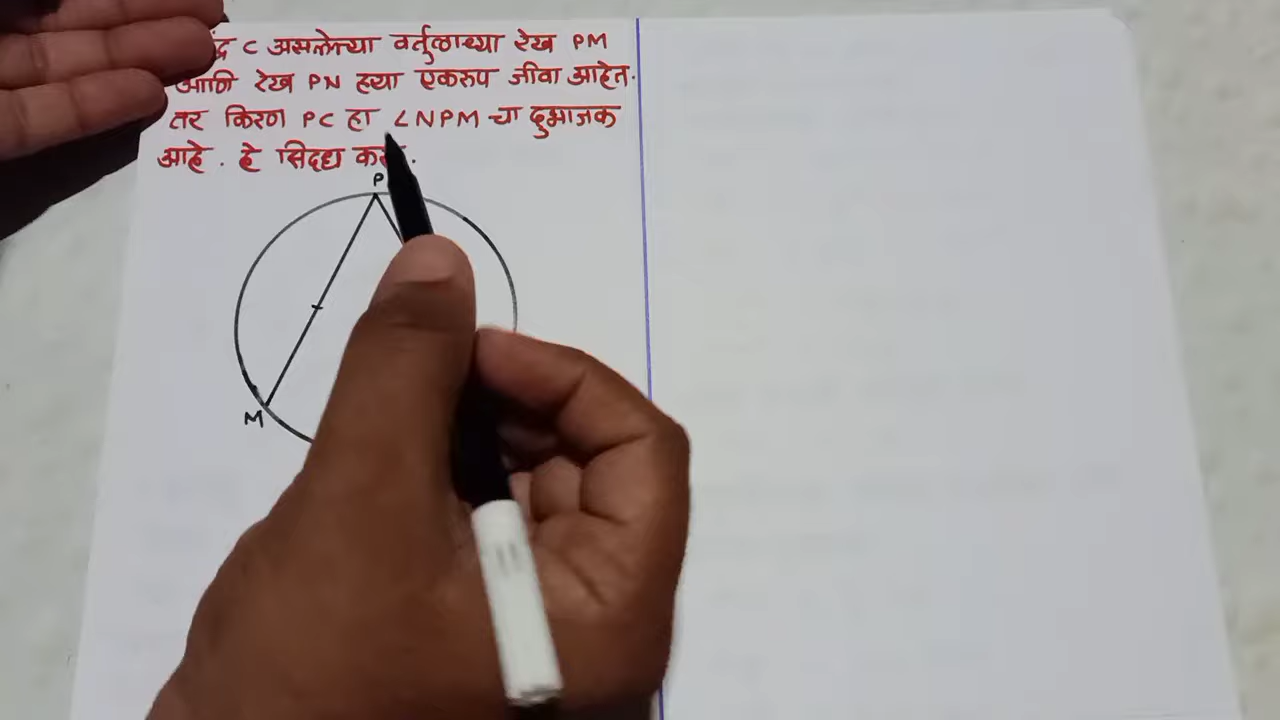 C असलेल्या वर्तुळाच्या रेख PM
आणि रेख PN ह्या एकरुप जीवा आहेत.
तर किरण PC हा ∠NPM चा दुभाजक
आहे. हे सिद्ध करा.
P
M